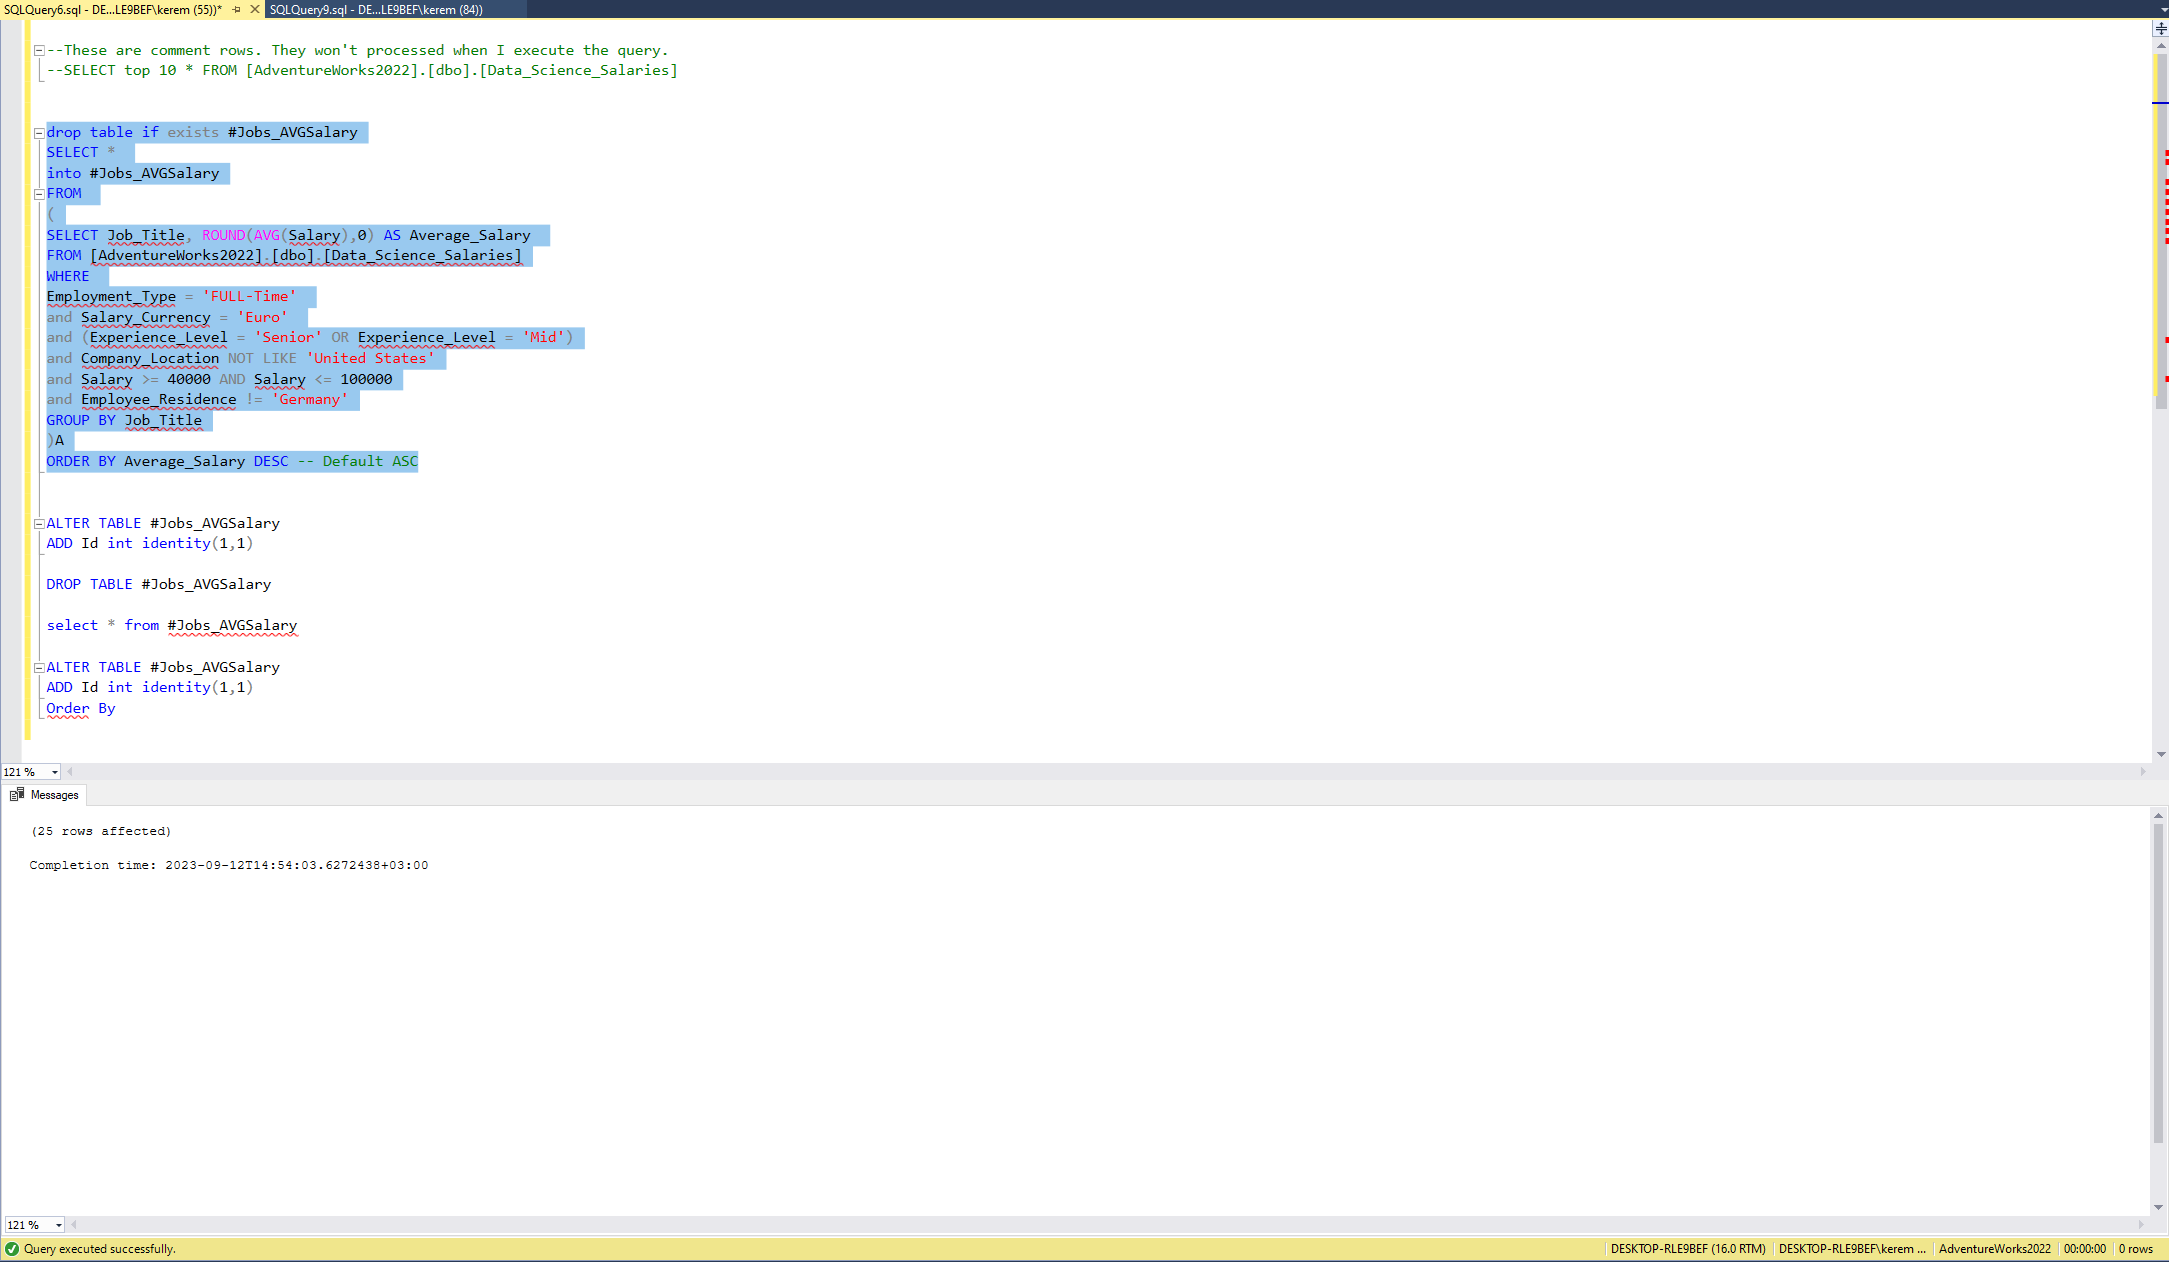 SQLQuery6.sql - DE...LE9BEF\kerem (55))*
SQLQuery9.sql - DE...LE9BEF\kerem (84))
--These are comment rows. They won't processed when I execute the query.
--SELECT top 10 * FROM [AdventureWorks2022].[dbo].[Data_Science_Salaries]
drop table if exists #Jobs_AVGSalary
SELECT *
into #Jobs_AVGSalary
FROM
(
SELECT Job_Title, ROUND(AVG(Salary),0) AS Average_Salary
FROM [AdventureWorks2022].[dbo].[Data_Science_Salaries]
WHERE
Employment_Type = 'FULL-Time'
and Salary_Currency = 'Euro'
and (Experience_Level = 'Senior' OR Experience_Level = 'Mid')
and Company_Location NOT LIKE 'United States'
and Salary >= 40000 AND Salary <= 100000
and Employee_Residence != 'Germany'
GROUP BY Job_Title
)A
ORDER BY Average_Salary DESC -- Default ASC
ALTER TABLE #Jobs_AVGSalary
ADD Id int identity(1,1)
DROP TABLE #Jobs_AVGSalary
select * from #Jobs_AVGSalary
ALTER TABLE #Jobs_AVGSalary
ADD Id int identity(1,1)
Order By
121 %
Messages
(25 rows affected)
Completion time: 2023-09-12T14:54:03.6272438+03:00
121 %
Query executed successfully.
DESKTOP-RLE9BEF (16.0 RTM)
DESKTOP-RLE9BEF\kerem ...
AdventureWorks2022
00:00:00
0 rows